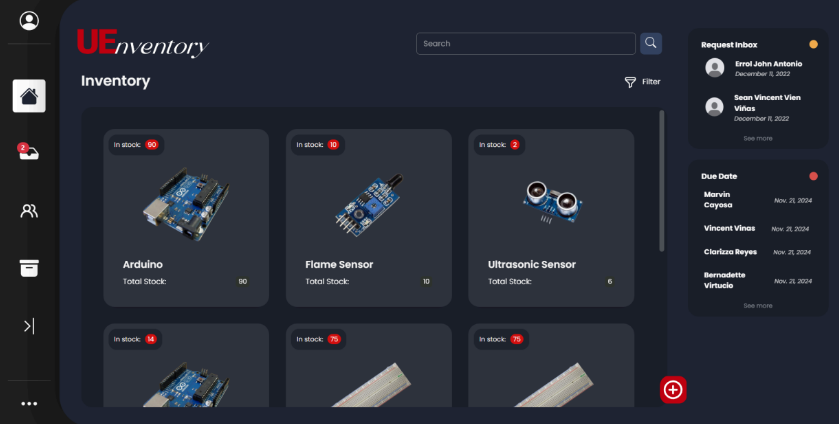 UEnventory
Search
Inventory
Filter
2
In stock: 90
Arduino
Total Stock: 90
In stock: 10
Flame Sensor
Total Stock: 10
In stock: 2
Ultrasonic Sensor
Total Stock: 6
In stock: 14
In stock: 75
In stock: 75
Request Inbox
Errol John Antonio
December 11, 2022
Sean Vincent Vien
Viñas
December 11, 2022
See more
Due Date
Marvin
Cayosa
Nov. 21, 2024
Vincent Vinas Nov. 21, 2024
Clarizza Reyes Nov. 21, 2024
Bernadette
Virtucio
Nov. 21, 2024
See more